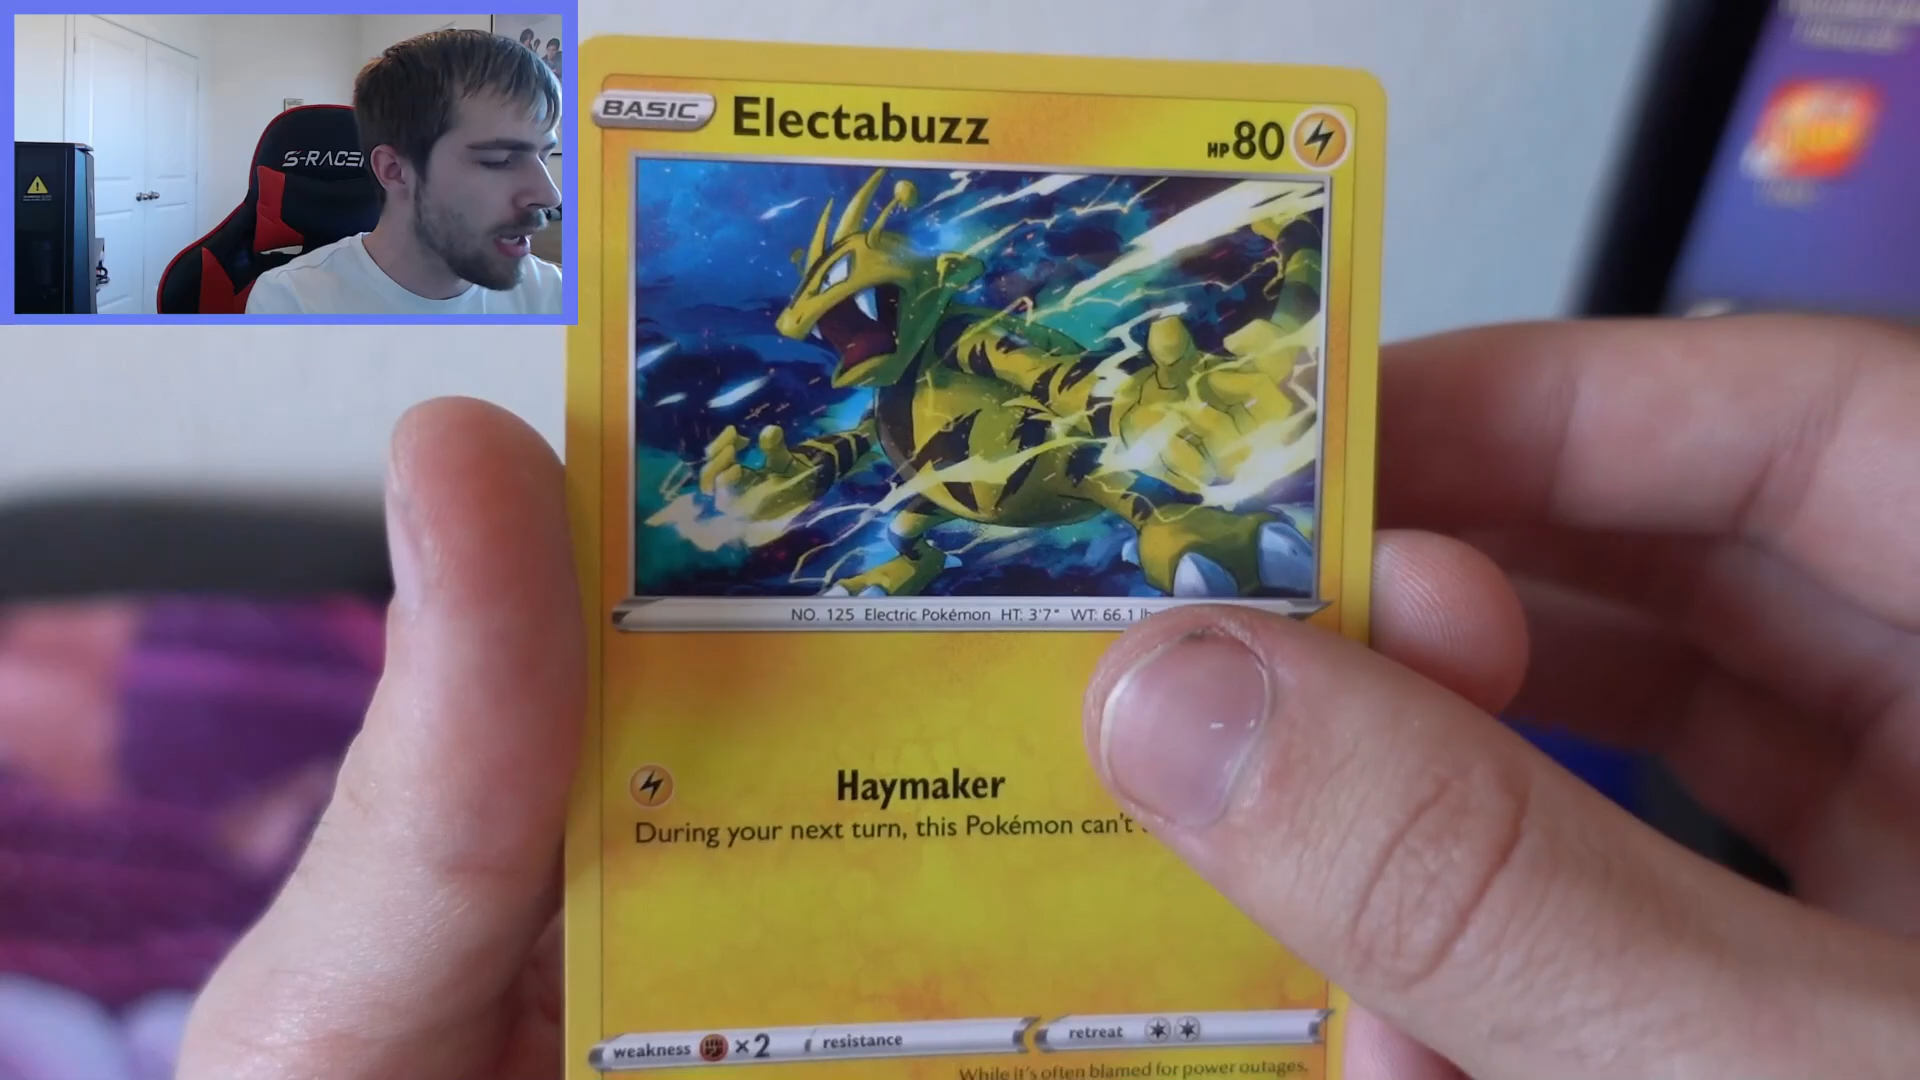 S-RACER
BASIC Electabuzz HP80
NO. 125 Electric Pokémon HT: 3'7" WT: 66.1
Haymaker
During your next turn, this Pokémon can't
weakness ×2 resistance retreat
While it's often blamed for power outages,